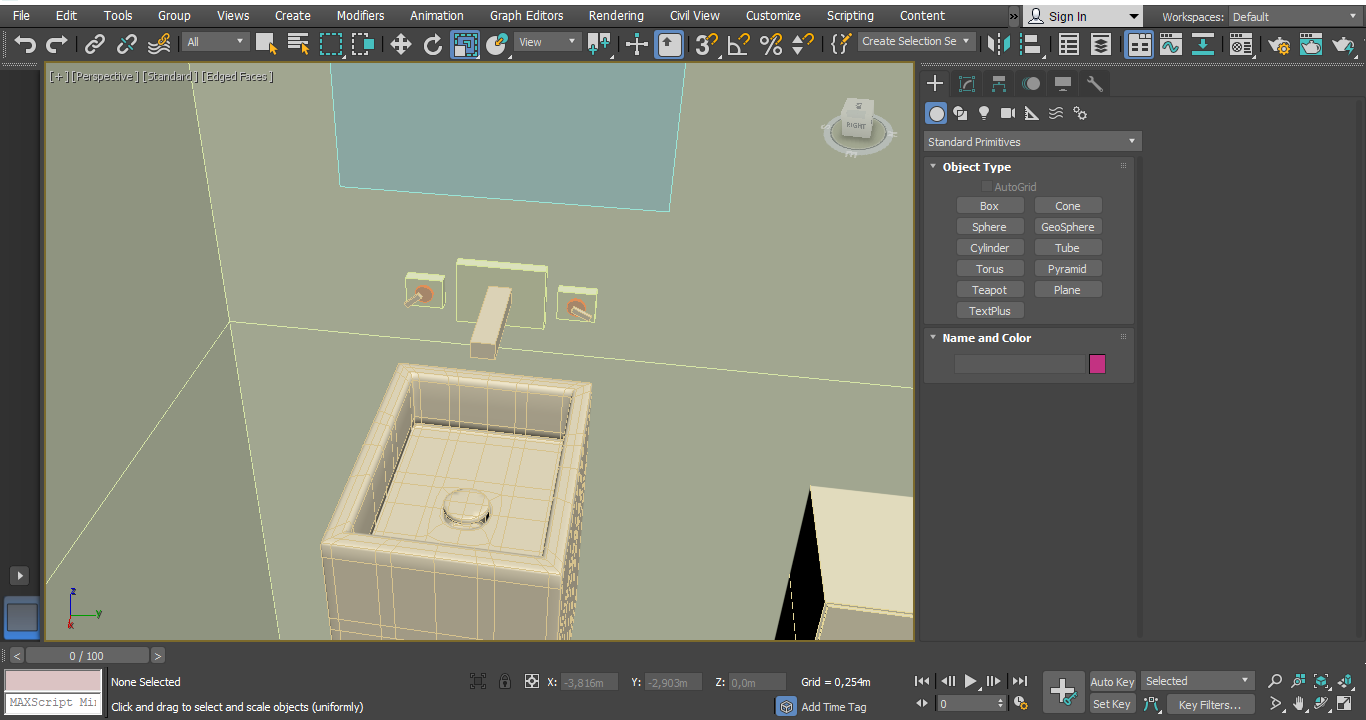 File Edit Tools Group Views Create Modifiers Animation Graph Editors Rendering Civil View Customize Scripting Content » Sign In Workspaces: Default
All View 3 Create Selection Se
[ + ] [Perspective ] [Standard ] [Edged Faces ]
RIGHT
Standard Primitives
Object Type
AutoGrid
Box Cone
Sphere GeoSphere
Cylinder Tube
Torus Pyramid
Teapot Plane
TextPlus
Name and Color
z
y
x
< 0 / 100 >
None Selected X: -3,816m Y: -2,903m Z: 0,0m Grid = 0,254m Auto Key Selected
MAXScript Mi
Click and drag to select and scale objects (uniformly) Add Time Tag 0 Set Key Key Filters...